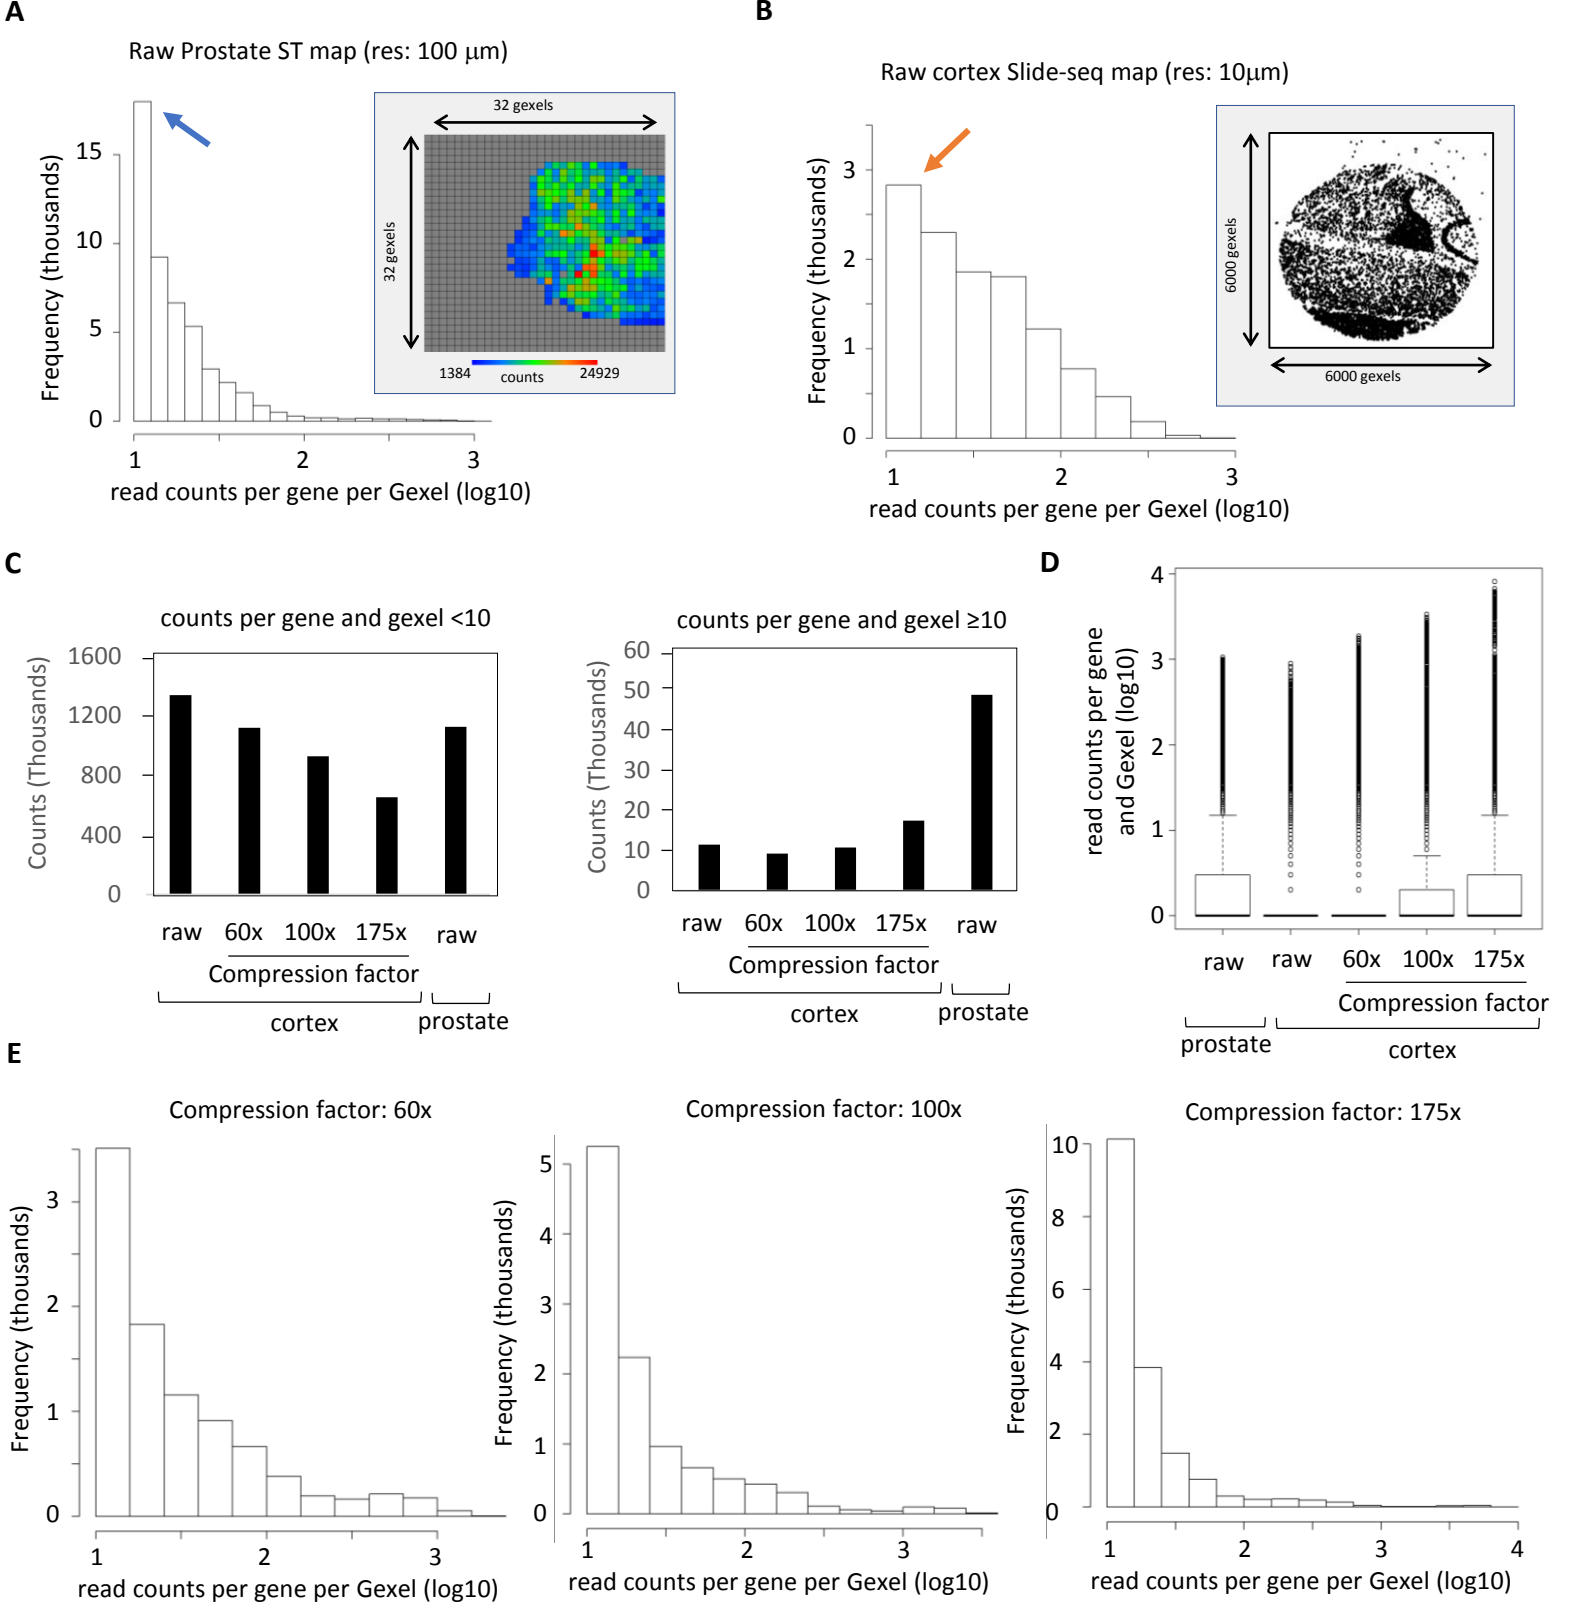 A
Raw Prostate ST map (res: 100 μm)
Frequency (thousands)
15
10
5
0
1 2 3
read counts per gene per Gexel (log10)
32 gexels
32 gexels
1384 counts 24929
B
Raw cortex Slide-seq map (res: 10μm)
Frequency (thousands)
3
2
1
0
1 2 3
read counts per gene per Gexel (log10)
6000 gexels
6000 gexels
C
counts per gene and gexel <10
Counts (Thousands)
1600
1200
800
400
0
raw 60x 100x 175x raw
Compression factor
cortex prostate
counts per gene and gexel ≥10
Counts (Thousands)
60
50
40
30
20
10
0
raw 60x 100x 175x raw
Compression factor
cortex prostate
D
read counts per gene
and Gexel (log10)
4
3
2
1
0
raw raw 60x 100x 175x
Compression factor
prostate cortex
E
Compression factor: 60x
Frequency (thousands)
3
2
1
0
1 2 3
read counts per gene per Gexel (log10)
Compression factor: 100x
Frequency (thousands)
5
4
3
2
1
0
1 2 3
read counts per gene per Gexel (log10)
Compression factor: 175x
Frequency (thousands)
10
8
6
4
2
0
1 2 3 4
read counts per gene per Gexel (log10)